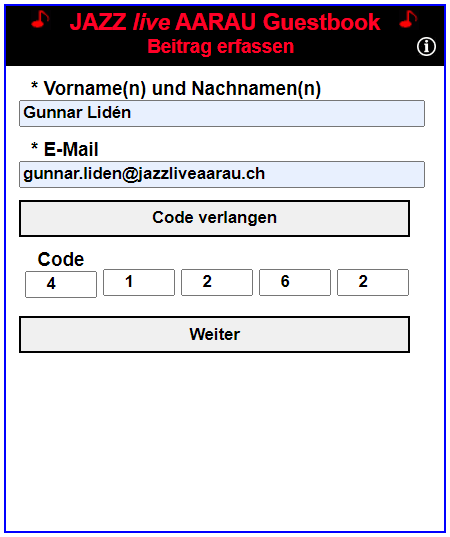 JAZZ live AARAU Guestbook
Beitrag erfassen
* Vorname(n) und Nachnamen(n)
Gunnar Lidén
* E-Mail
gunnar.liden@jazzliveaarau.ch
Code verlangen
Code
4 1 2 6 2
Weiter